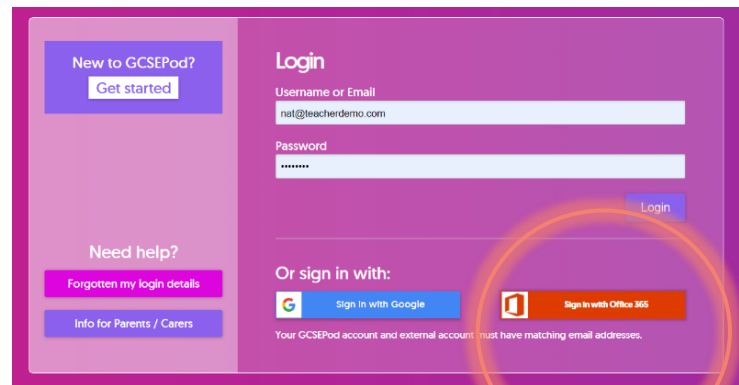 New to GCSEPod?
Get started
Need help?
Forgotten my login details
Info for Parents / Carers
Login
Username or Email
nat@teacherdemo.com
Password
••••••••
Login
Or sign in with:
G
Sign in with Google
Sign in with Office 365
Your GCSEPod account and external account must have matching email addresses.